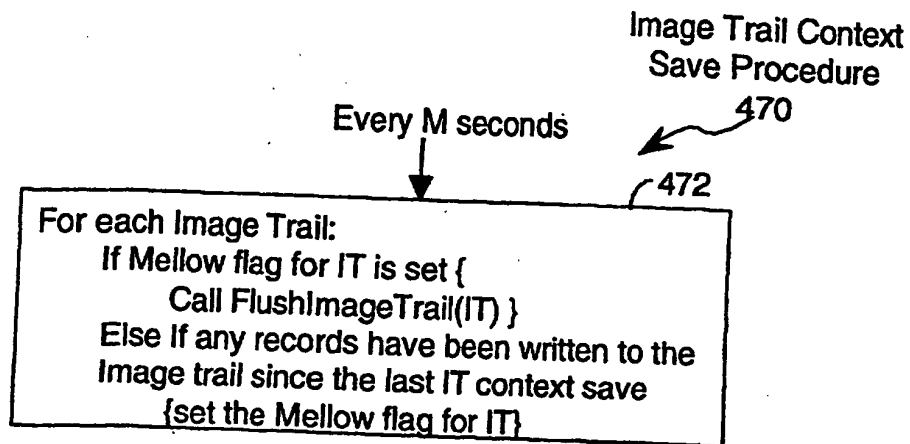 Image Trail Context
Save Procedure
470
Every M seconds
472
For each Image Trail:
If Mellow flag for IT is set {
Call FlushImageTrail(IT) }
Else If any records have been written to the
Image trail since the last IT context save
{set the Mellow flag for IT}